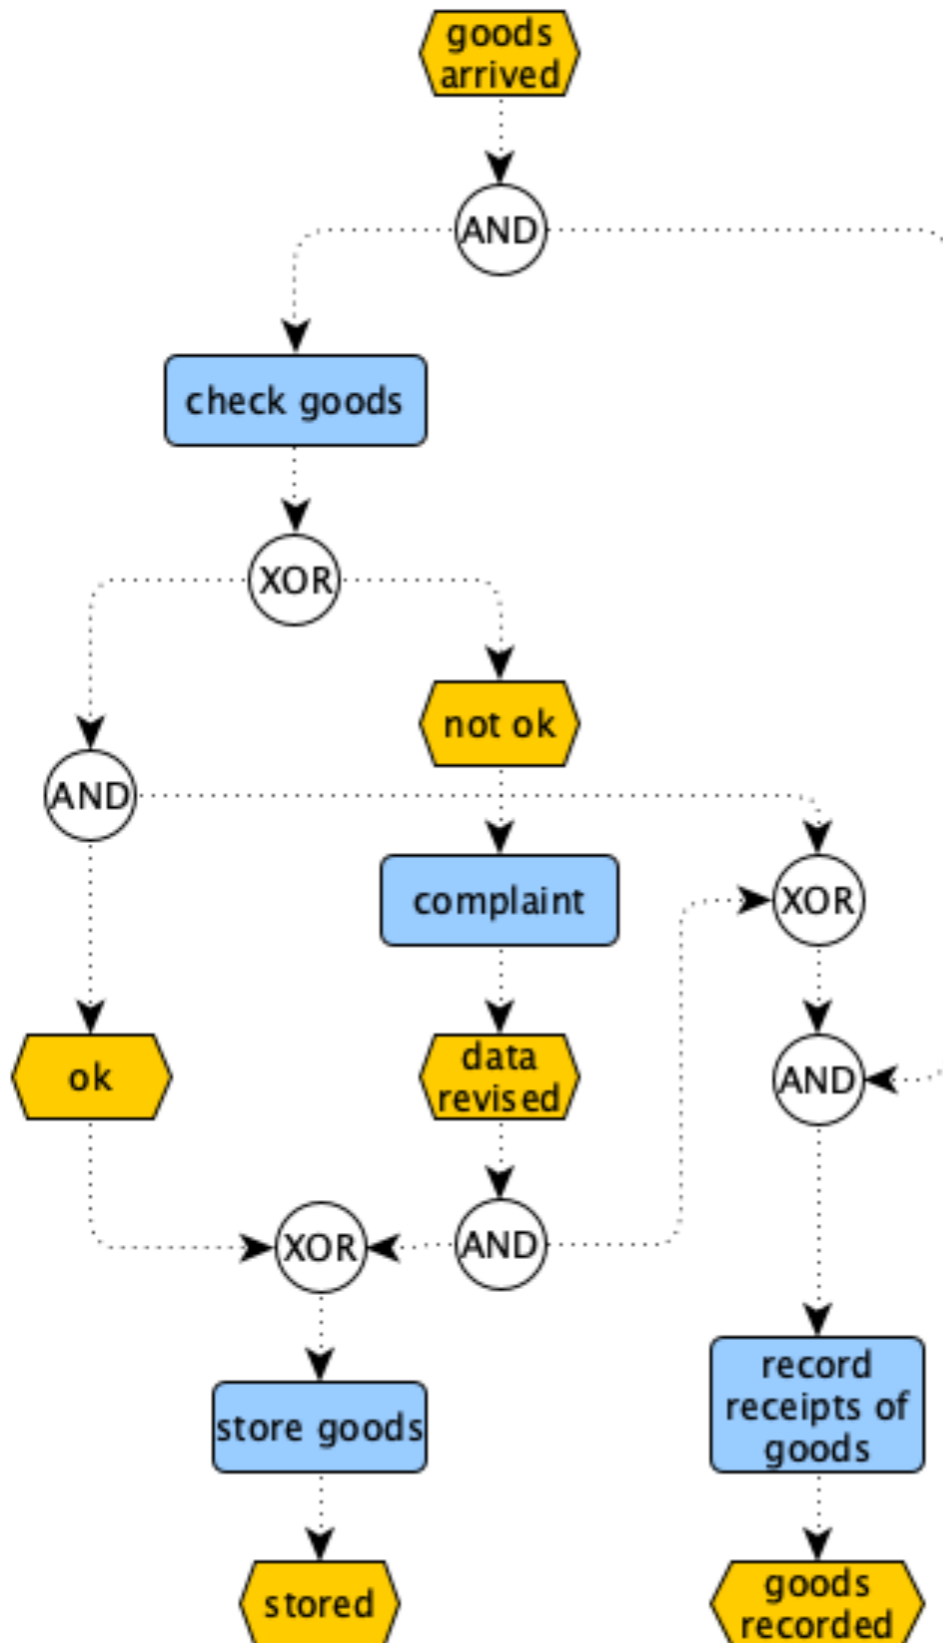 goods
arrived
AND
check goods
XOR
not ok
AND
complaint
XOR
ok
data
revised
AND
XOR
AND
store goods
record
receipts of
goods
stored
goods
recorded